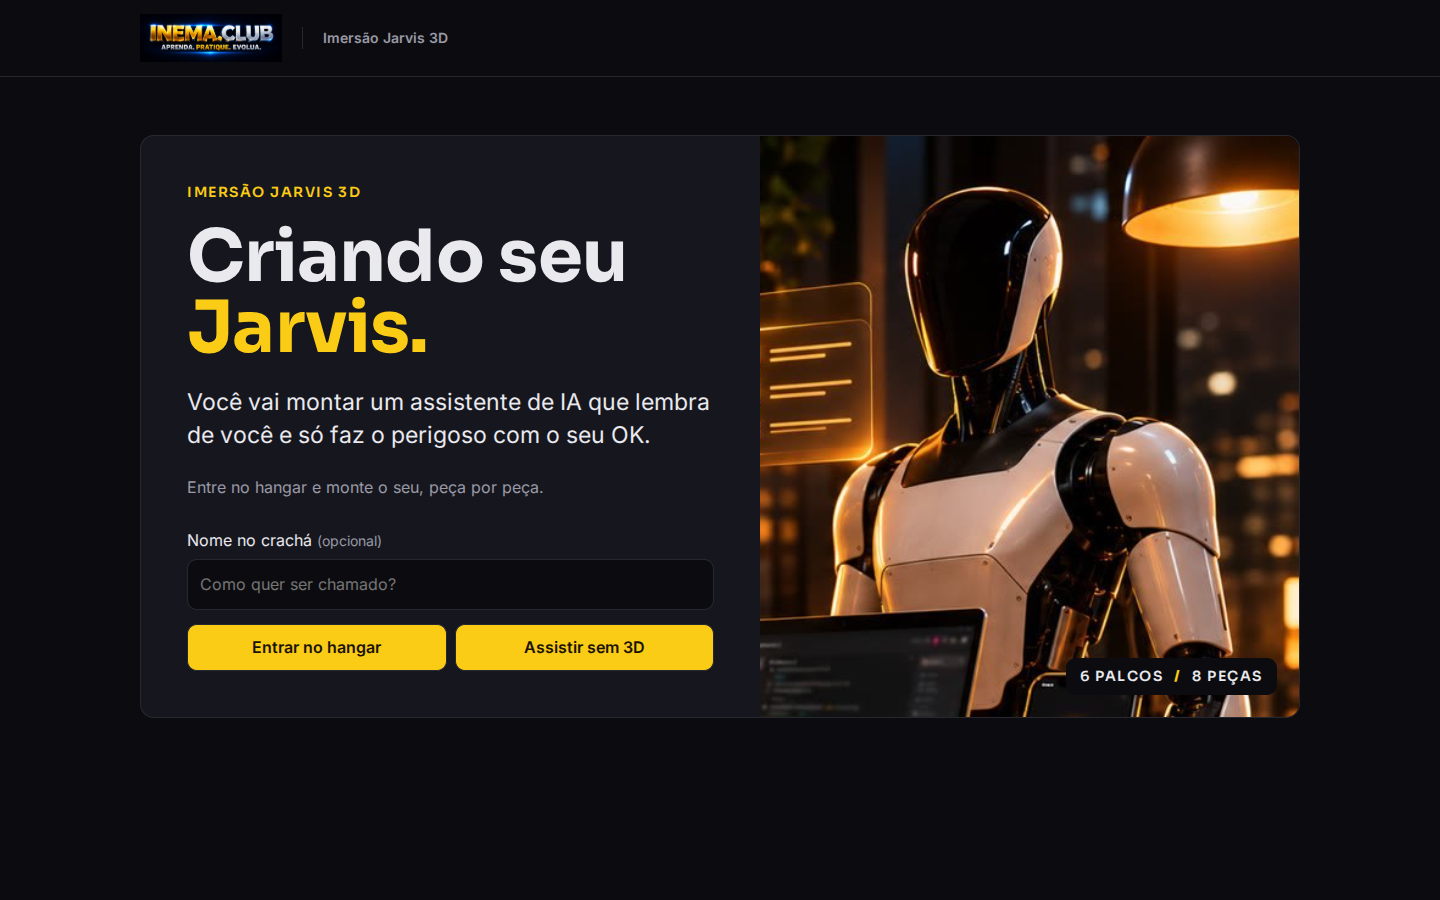 INEMA.CLUB
APRENDA. PRATIQUE. EVOLUA.
Imersão Jarvis 3D
IMERSÃO JARVIS 3D
Criando seu
Jarvis.
Você vai montar um assistente de IA que lembra
de você e só faz o perigoso com o seu OK.
Entre no hangar e monte o seu, peça por peça.
Nome no crachá (opcional)
Como quer ser chamado?
Entrar no hangar
Assistir sem 3D
6 PALCOS / 8 PEÇAS